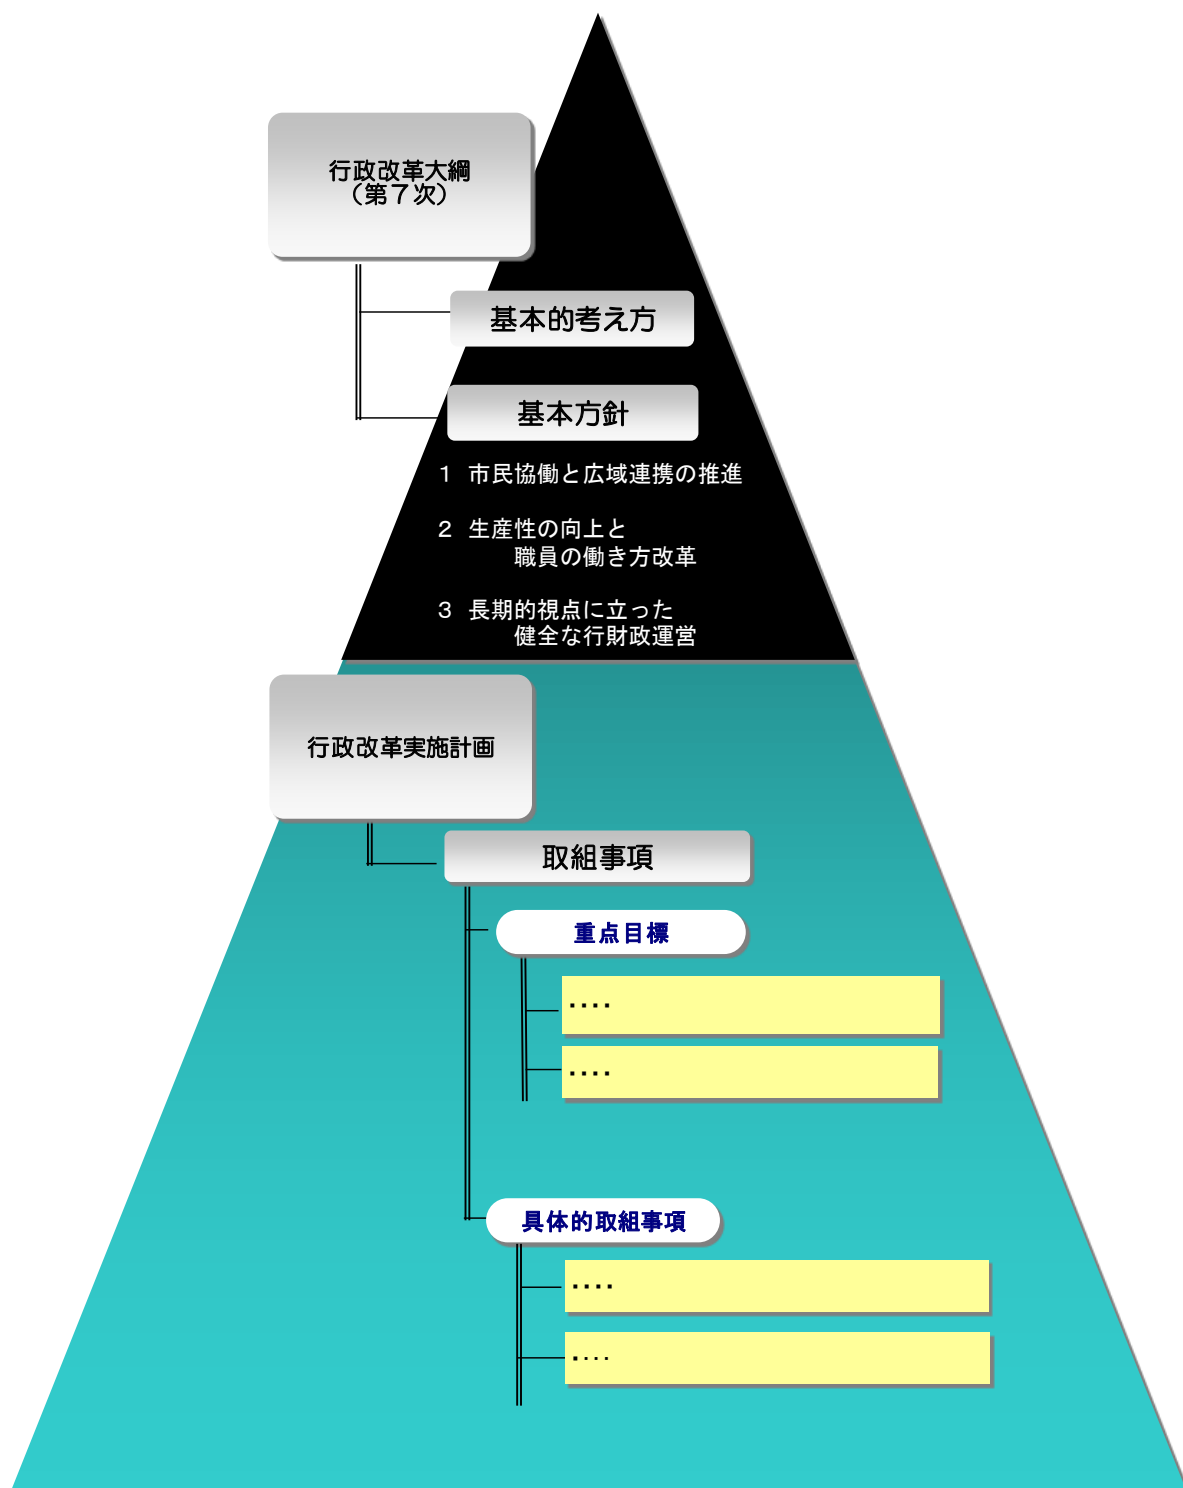 行政改革大綱
（第７次）
基本的考え方
基本方針
１　市民協働と広域連携の推進
２　生産性の向上と
職員の働き方改革
３　長期的視点に立った
健全な行財政運営
行政改革実施計画
取組事項
重点目標
・・・・
・・・・
具体的取組事項
・・・・
・・・・